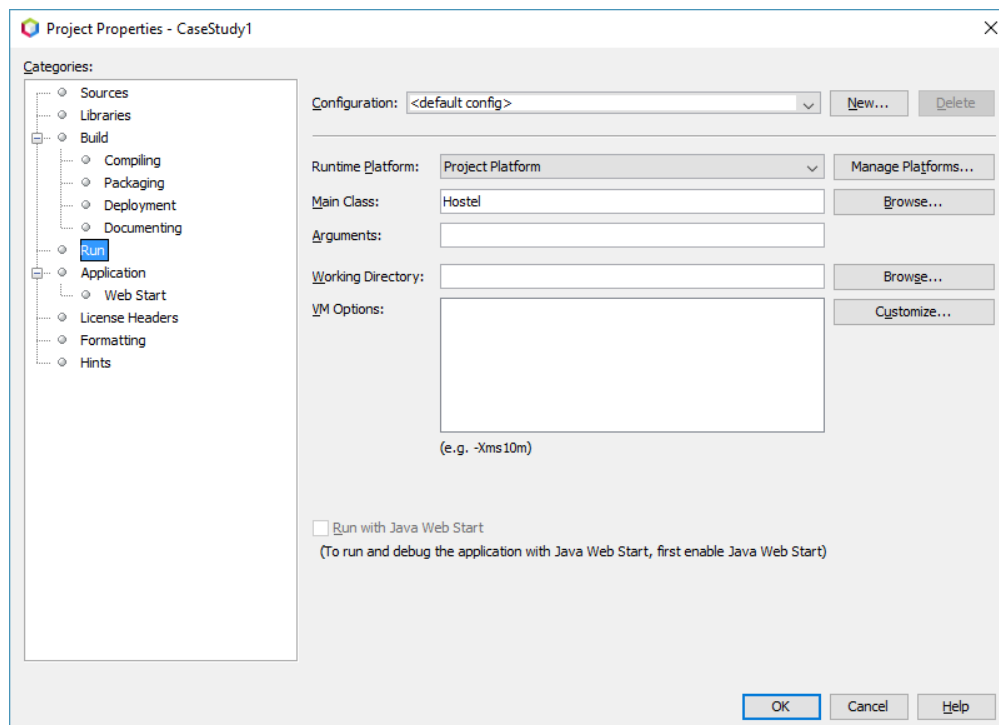 Project Properties - CaseStudy1
Categories:
Sources
Libraries
Build
Compiling
Packaging
Deployment
Documenting
Run
Application
Web Start
License Headers
Formatting
Hints
Configuration: <default config> New... Delete
Runtime Platform: Project Platform Manage Platforms...
Main Class: Hostel Browse...
Arguments:
Working Directory: Browse...
VM Options: Customize...
(e.g. -Xms10m)
Run with Java Web Start
(To run and debug the application with Java Web Start, first enable Java Web Start)
OK Cancel Help